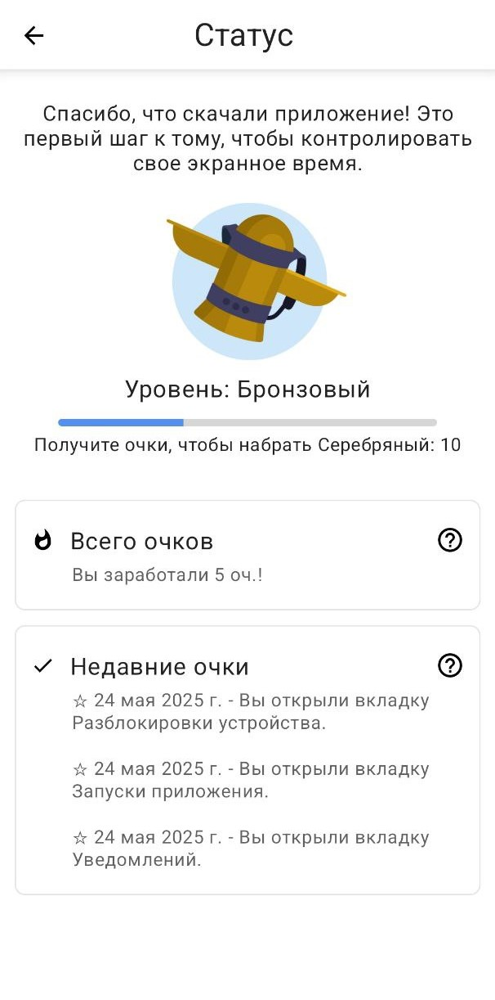 Статус
Спасибо, что скачали приложение! Это
первый шаг к тому, чтобы контролировать
свое экранное время.
Уровень: Бронзовый
Получите очки, чтобы набрать Серебряный: 10
Всего очков
Вы заработали 5 оч.!
Недавние очки
☆ 24 мая 2025 г. - Вы открыли вкладку
Разблокировки устройства.
☆ 24 мая 2025 г. - Вы открыли вкладку
Запуски приложения.
☆ 24 мая 2025 г. - Вы открыли вкладку
Уведомлений.